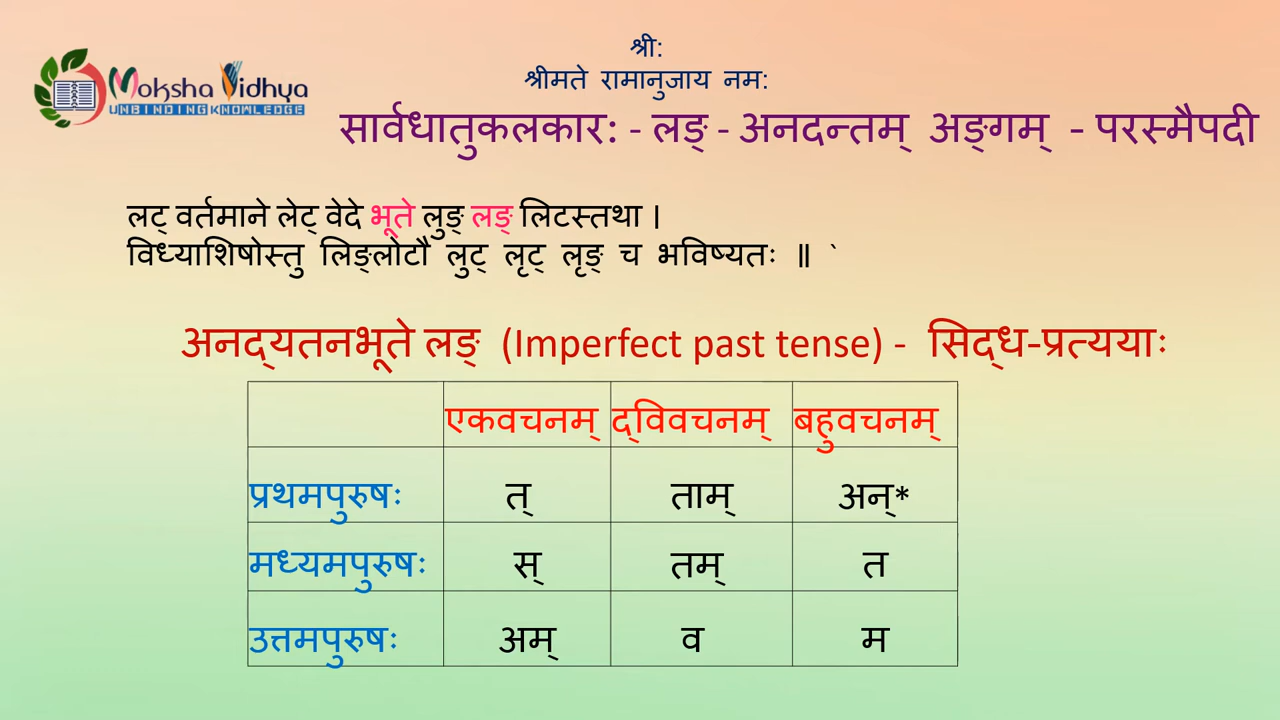 Moksha Vidhya
UNBINDING KNOWLEDGE
श्री:
श्रीमते रामानुजाय नम:
सार्वधातुकलकार: - लङ् - अनदन्तम् अङ्गम् - परस्मैपदी
लट् वर्तमाने लेट् वेदे भूते लुङ् लङ् लिटस्तथा |
विध्याशिषोस्तु लिङ्लोटौ लुट् लृट् लृङ् च भविष्यतः ॥ `
अनद्यतनभूते लङ् (Imperfect past tense) - सिद्ध-प्रत्ययाः
एकवचनम् द्विवचनम् बहुवचनम्
प्रथमपुरुषः त् ताम् अन्*
मध्यमपुरुषः स् तम् त
उत्तमपुरुषः अम् व म